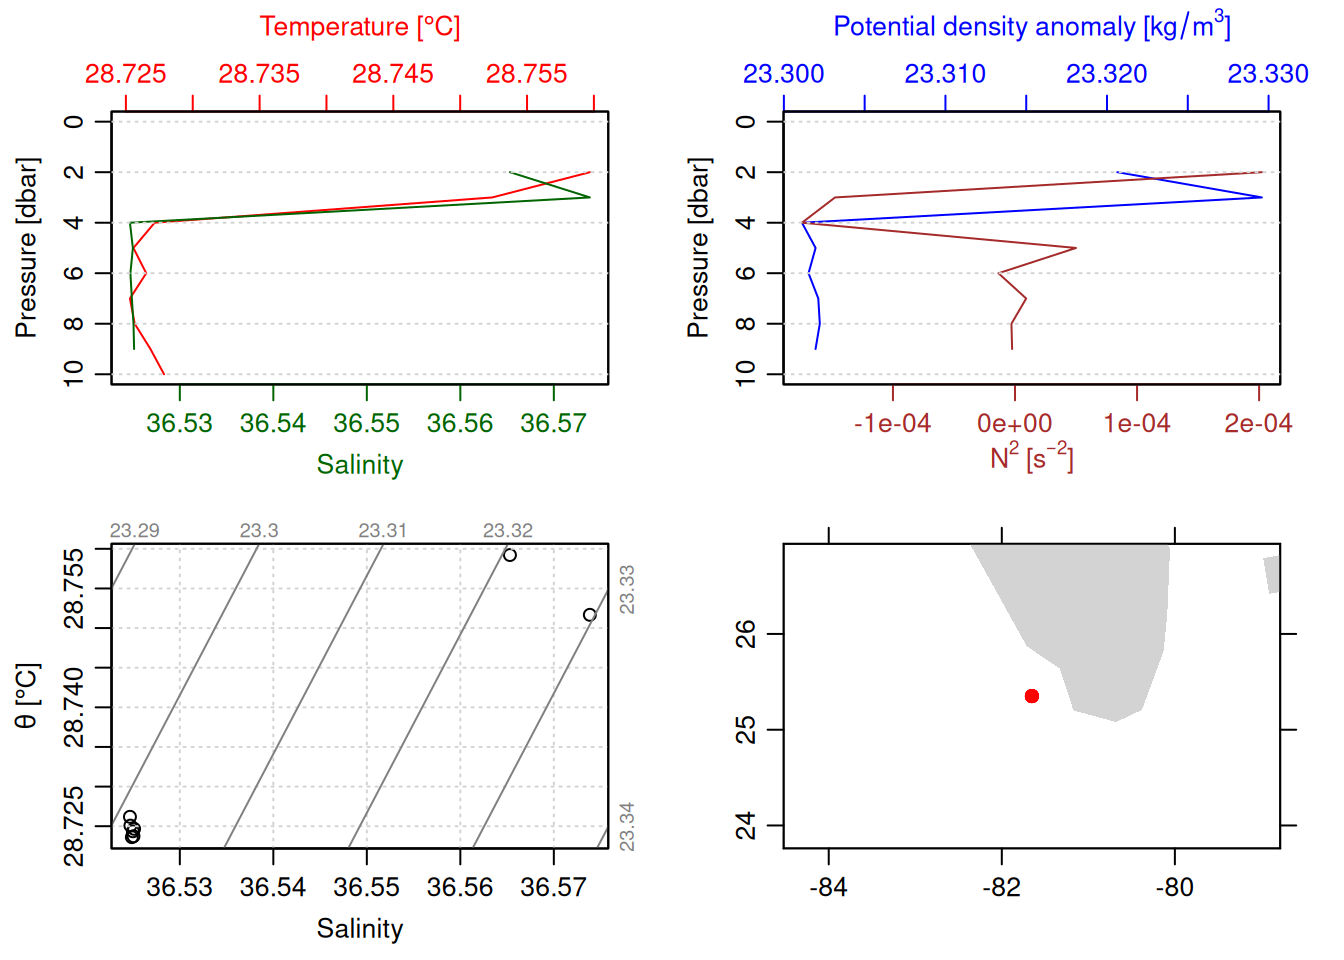 Temperature [°C]
28.725 28.735 28.745 28.755
Pressure [dbar]
0 2 4 6 8 10
36.53 36.54 36.55 36.56 36.57
Salinity
Potential density anomaly [kg/m³]
23.300 23.310 23.320 23.330
Pressure [dbar]
0 2 4 6 8 10
-1e-04 0e+00 1e-04 2e-04
N² [s⁻²]
23.29 23.3 23.31 23.32
23.33
23.34
θ [°C]
28.755
28.740
28.725
36.53 36.54 36.55 36.56 36.57
Salinity
26
25
24
-84 -82 -80